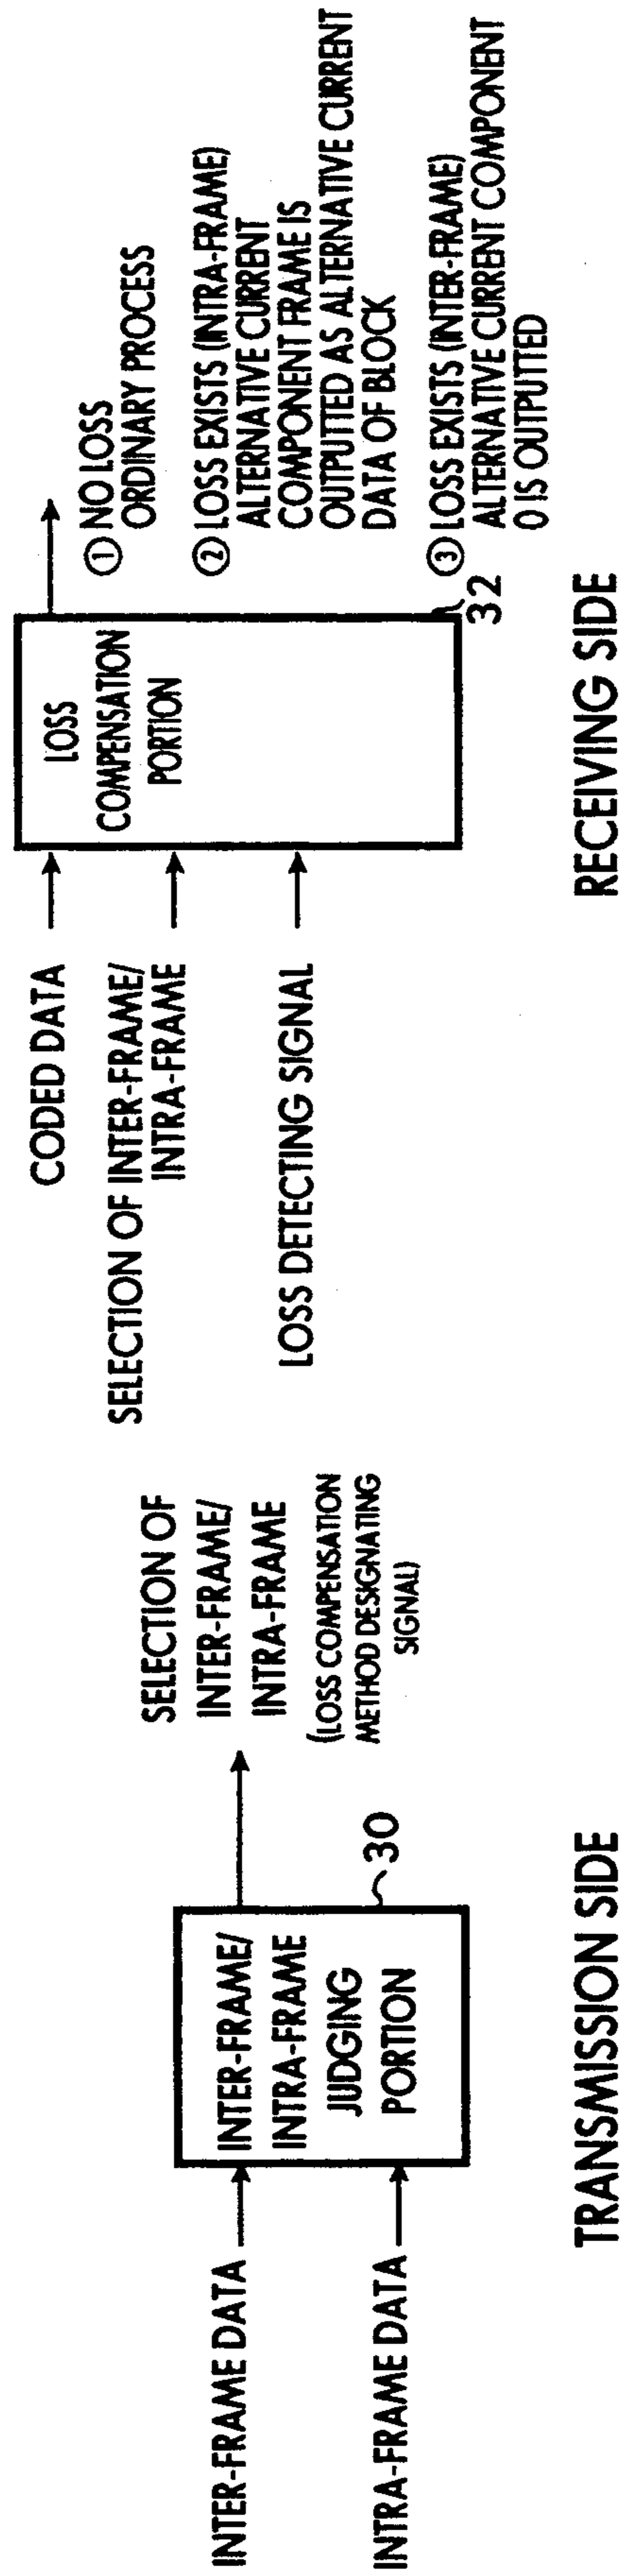 INTER-FRAME DATA
INTRA-FRAME DATA
INTER-FRAME/
INTRA-FRAME
JUDGING
PORTION
30
SELECTION OF
INTER-FRAME/
INTRA-FRAME
(LOSS COMPENSATION
METHOD DESIGNATING
SIGNAL)
TRANSMISSION SIDE
CODED DATA
SELECTION OF INTER-FRAME/
INTRA-FRAME
LOSS DETECTING SIGNAL
LOSS
COMPENSATION
PORTION
32
① NO LOSS
ORDINARY PROCESS
② LOSS EXISTS (INTRA-FRAME)
ALTERNATIVE CURRENT
COMPONENT FRAME IS
OUTPUTTED AS ALTERNATIVE CURRENT
DATA OF BLOCK
③ LOSS EXISTS (INTER-FRAME)
ALTERNATIVE CURRENT COMPONENT
0 IS OUTPUTTED
RECEIVING SIDE